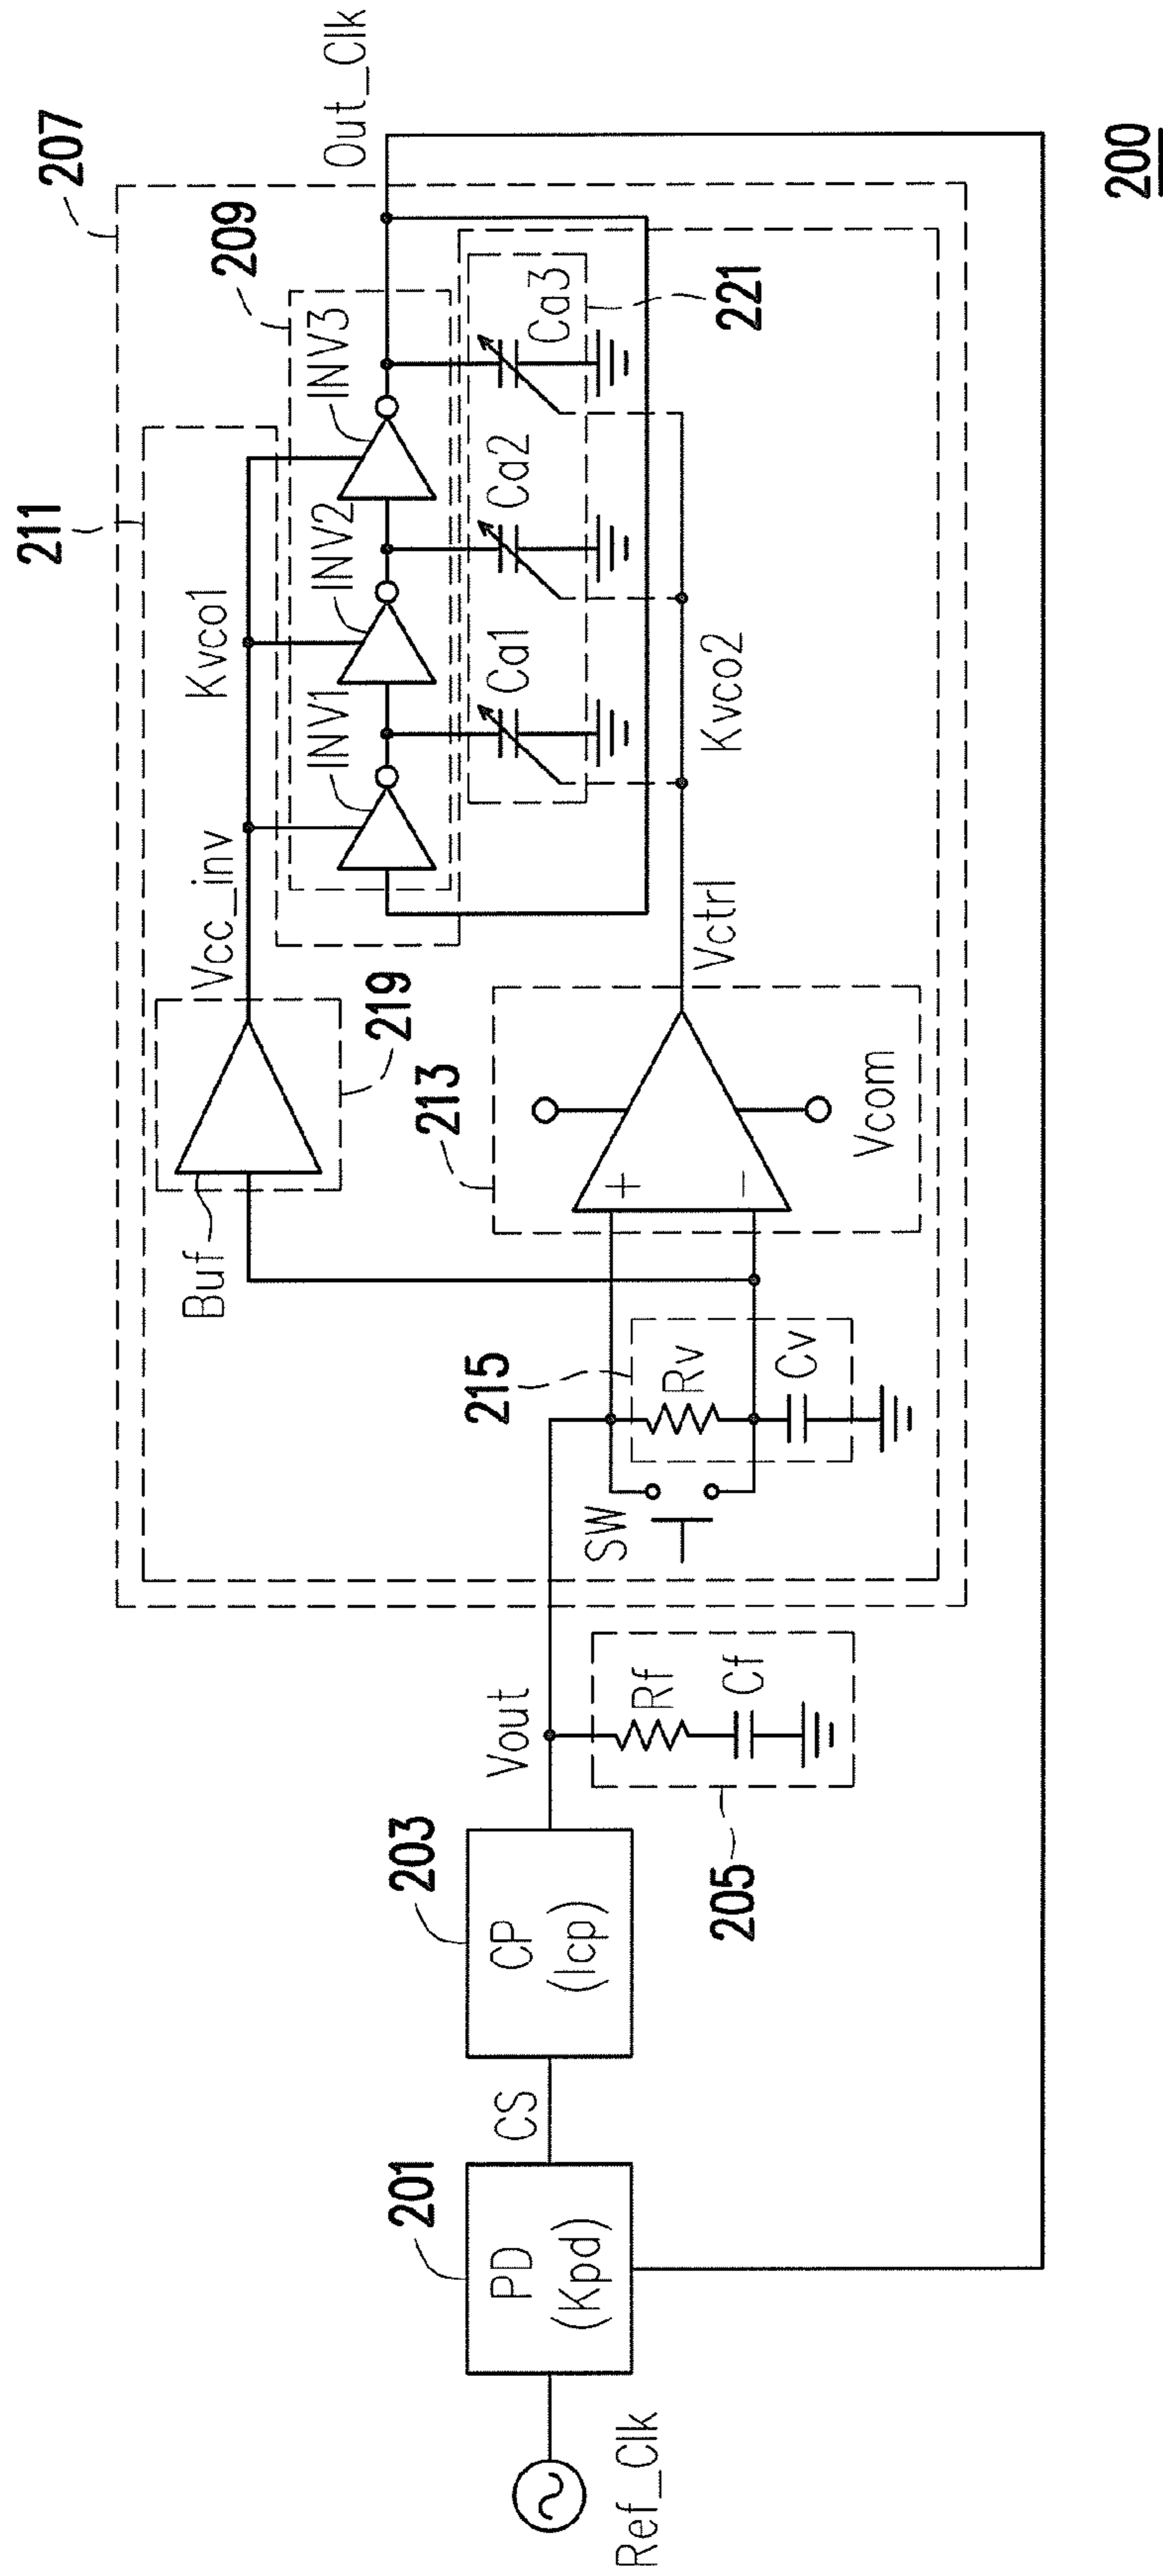 207
211
209
Out_Clk
Kvco1
Vcc_inv
INV1
INV2
INV3
Buf
219
Ca1
Ca2
Ca3
221
213
Kvco2
Vctrl
+
-
Vcom
215
Rv
Cv
SW
Vout
Rf
Cf
205
203
CP
(Icp)
CS
201
PD
(Kpd)
Ref_Clk
200